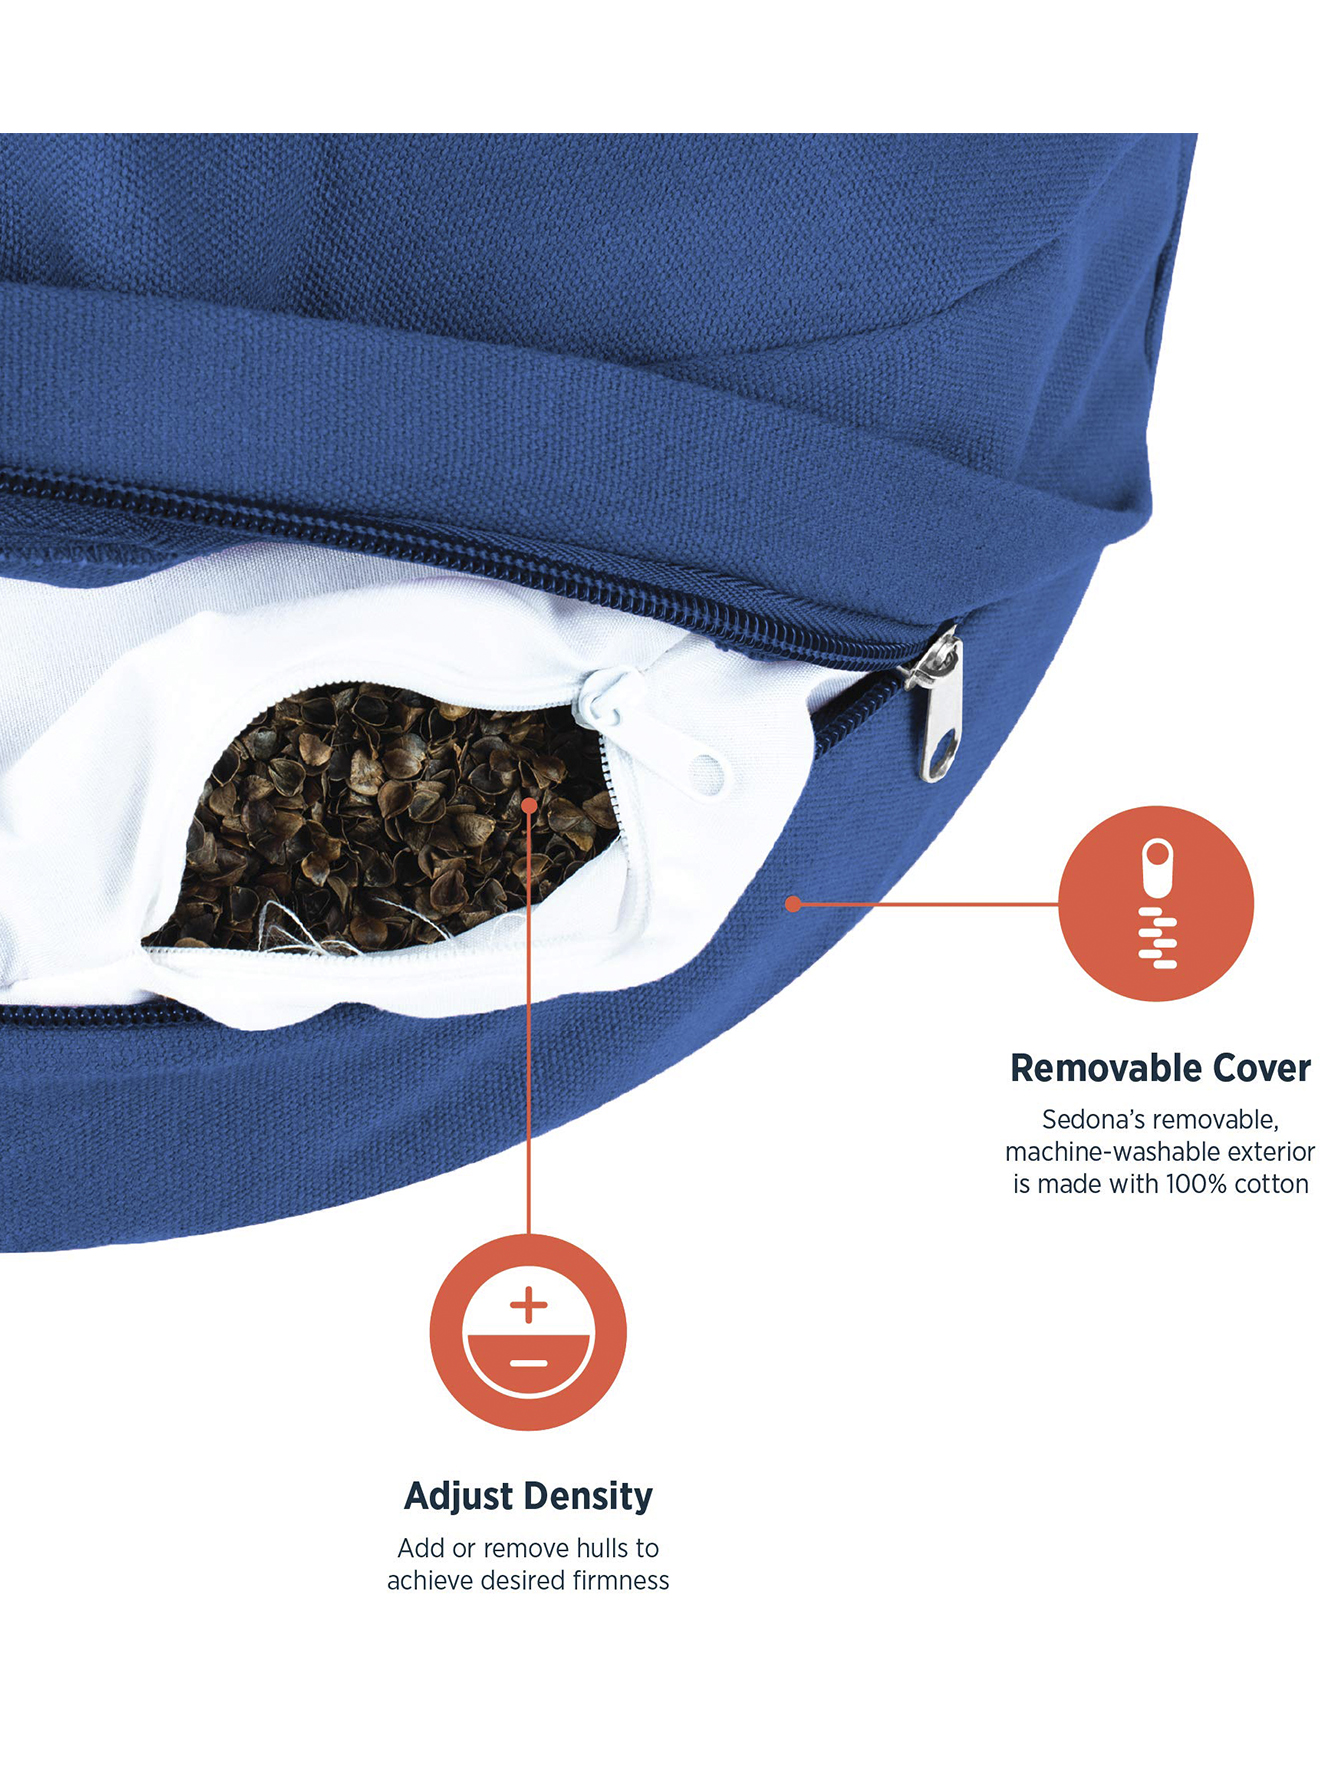 Removable Cover
Sedona’s removable,
machine-washable exterior
is made with 100% cotton
Adjust Density
Add or remove hulls to
achieve desired firmness